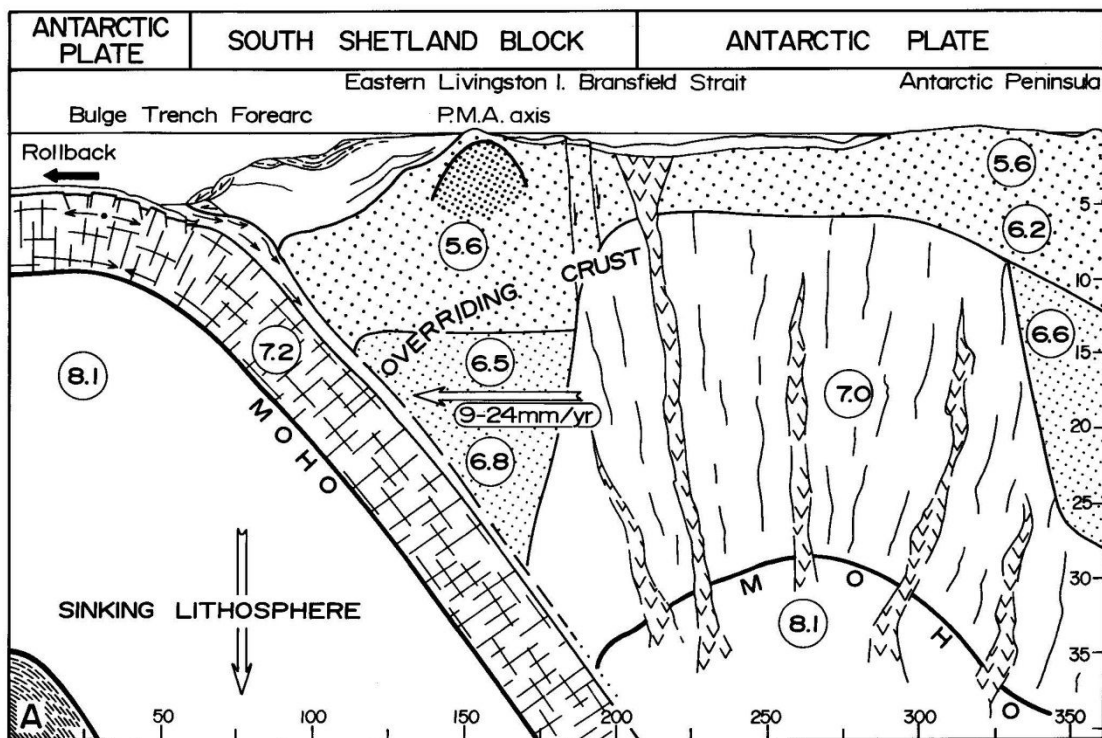 ANTARCTIC PLATE
SOUTH SHETLAND BLOCK
ANTARCTIC PLATE
Eastern Livingston I. Bransfield Strait
Antarctic Peninsula
Bulge Trench Forearc
P.M.A. axis
Rollback
5.6
5
6.2
5.6
OVERRIDING CRUST
10
7.2
6.5
6.6
15
8.1
9-24mm/yr
7.0
MOHO
6.8
20
25
SINKING LITHOSPHERE
MOHO
8.1
30
35
A
50
100
150
200
250
300
350